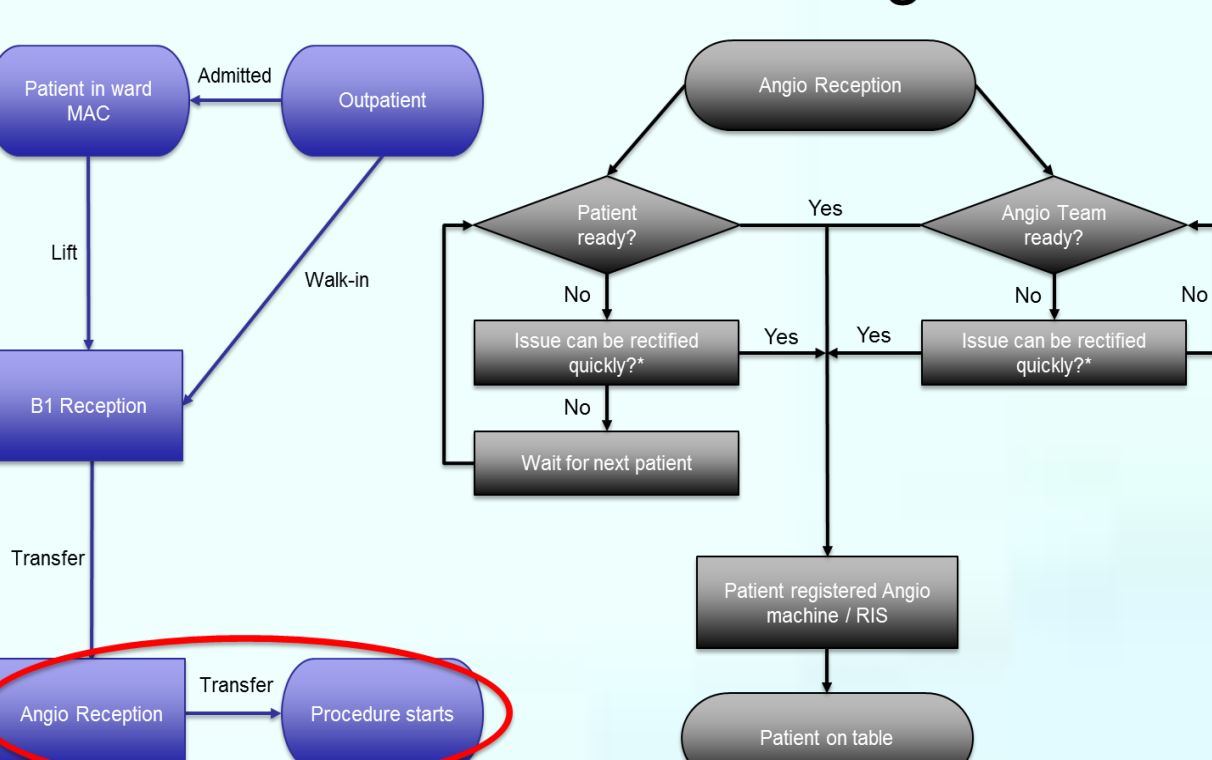 Patient in ward
MAC
Admitted
Outpatient
Lift
Walk-in
B1 Reception
Transfer
Angio Reception
Transfer
Procedure starts
Angio Reception
Patient
ready?
Yes
Angio Team
ready?
No
No
No
Issue can be rectified
quickly?*
Yes
Yes
Issue can be rectified
quickly?*
No
Wait for next patient
Patient registered Angio
machine / RIS
Patient on table